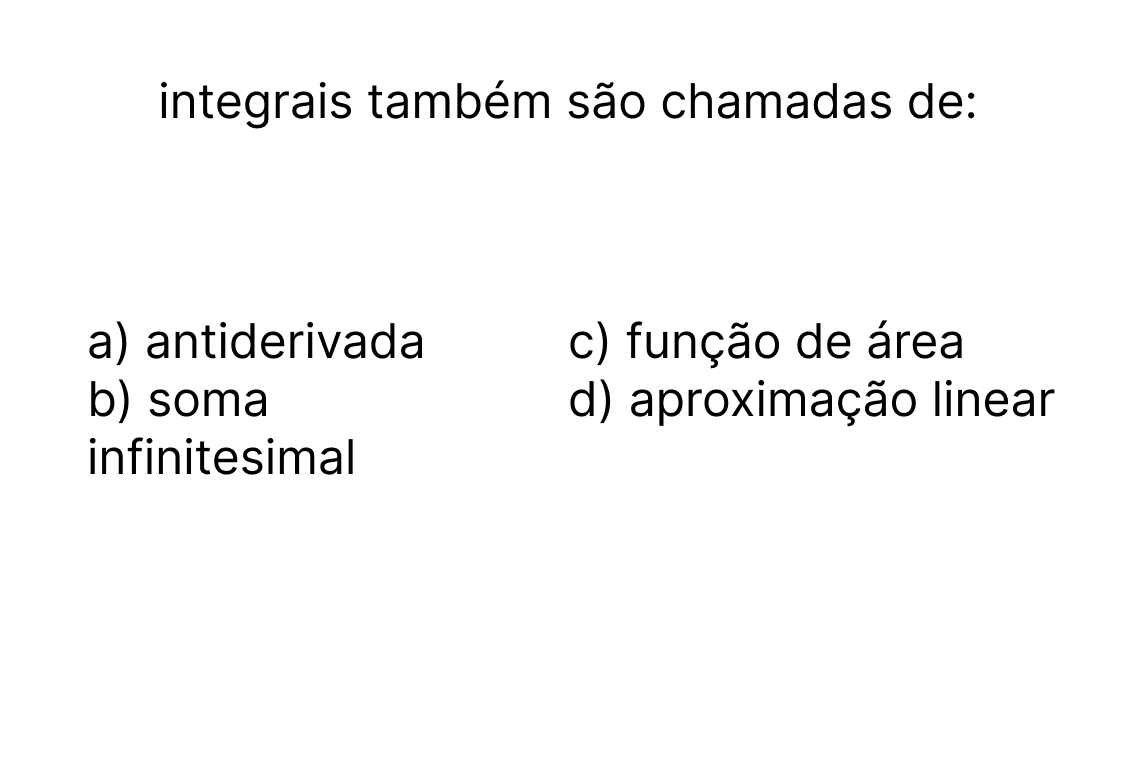 integrais também são chamadas de:
a) antiderivada
b) soma
infinitesimal
c) função de área
d) aproximação linear